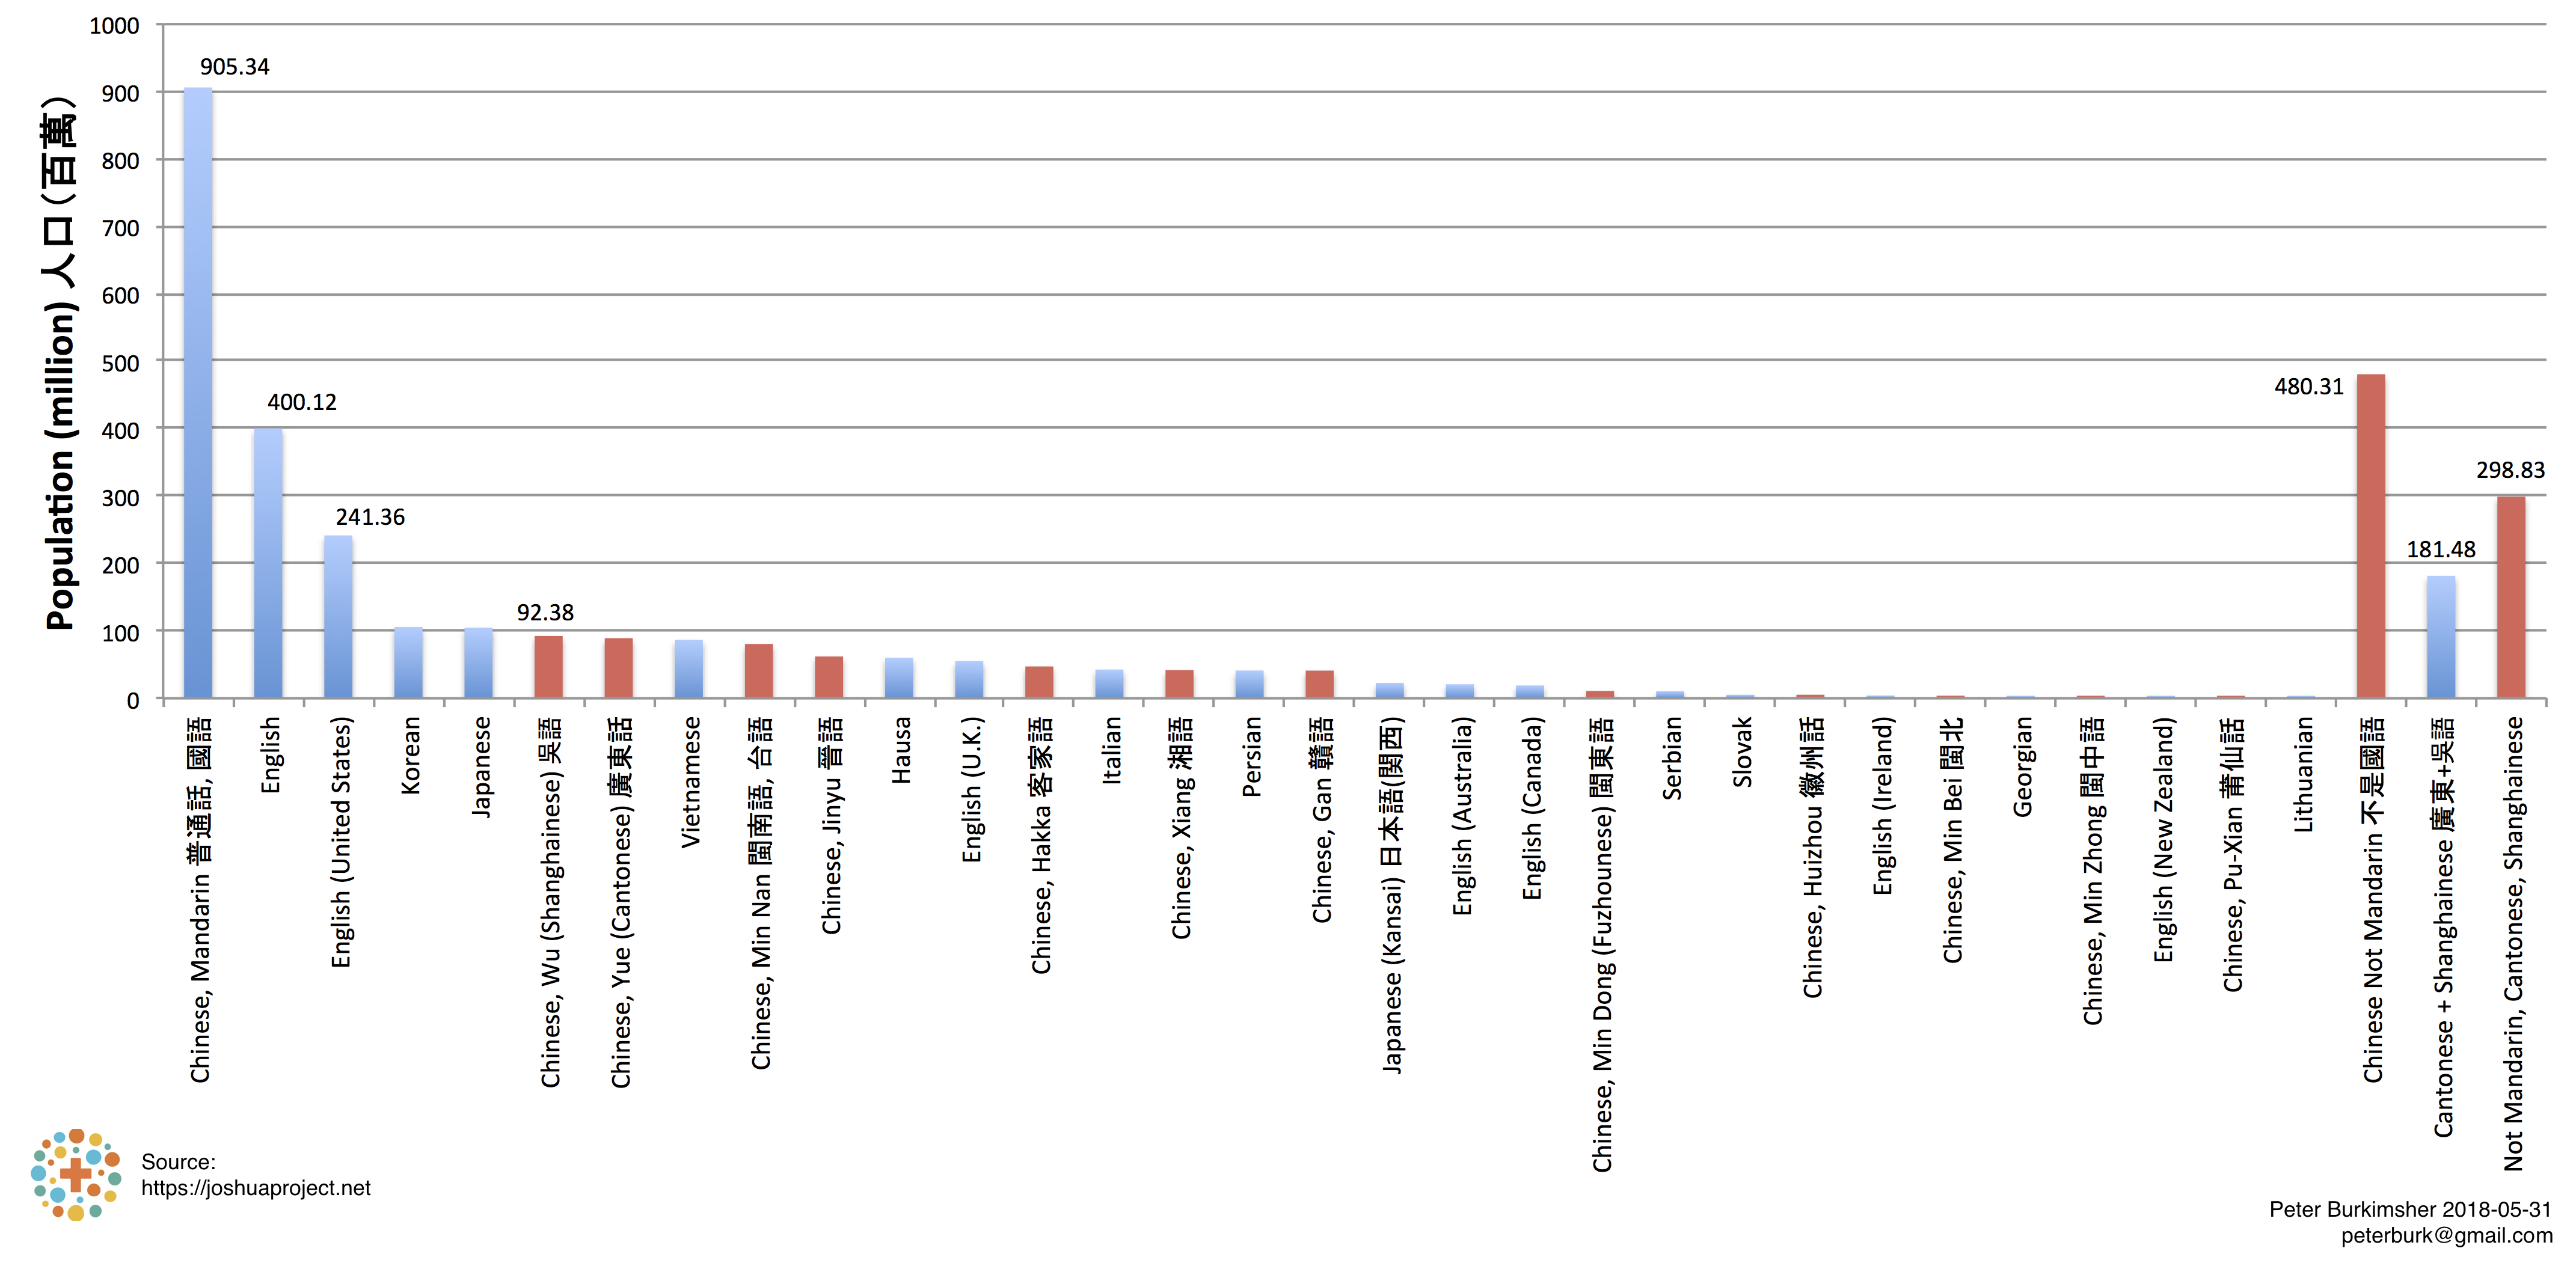 Population (million) 人口（百萬）
1000
900
800
700
600
500
400
300
200
100
0
905.34
400.12
241.36
92.38
480.31
181.48
298.83
Chinese, Mandarin 普通話, 國語
English
English (United States)
Korean
Japanese
Chinese, Wu (Shanghainese) 吳語
Chinese, Yue (Cantonese) 廣東話
Vietnamese
Chinese, Min Nan 閩南語, 台語
Chinese, Jinyu 晉語
Hausa
English (U.K.)
Chinese, Hakka 客家語
Italian
Chinese, Xiang 湘語
Persian
Chinese, Gan 贛語
Japanese (Kansai) 日本語(関西)
English (Australia)
English (Canada)
Chinese, Min Dong (Fuzhounese) 閩東語
Serbian
Slovak
Chinese, Huizhou 徽州話
English (Ireland)
Chinese, Min Bei 閩北
Georgian
Chinese, Min Zhong 閩中語
English (New Zealand)
Chinese, Pu-Xian 莆仙話
Lithuanian
Chinese Not Mandarin 不是國語
Cantonese + Shanghainese 廣東+吳語
Not Mandarin, Cantonese, Shanghainese
Source:
https://joshuaproject.net
Peter Burkimsher 2018-05-31
peterburk@gmail.com